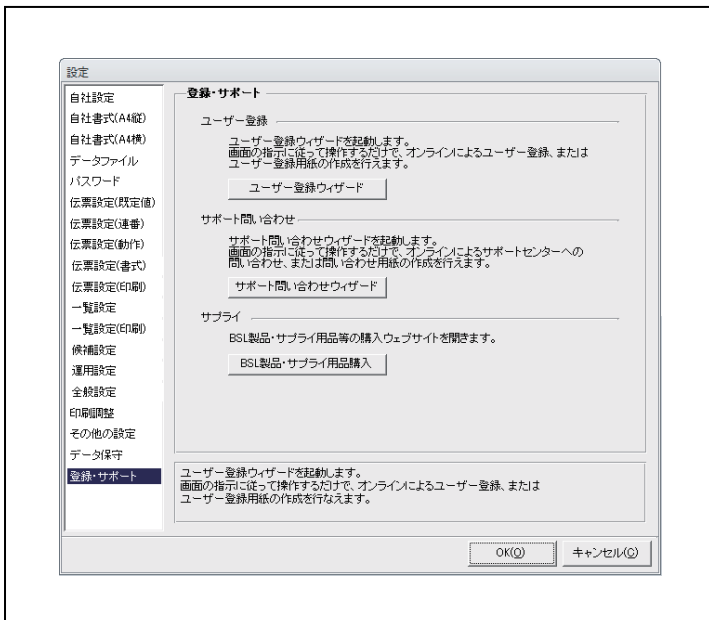 設定
自社設定
自社書式(A4縦)
自社書式(A4横)
データファイル
パスワード
伝票設定(既定値)
伝票設定(連番)
伝票設定(動作)
伝票設定(書式)
伝票設定(印刷)
一覧設定
一覧設定(印刷)
候補設定
運用設定
全般設定
印刷調整
その他の設定
データ保守
登録・サポート
登録・サポート
ユーザー登録
ユーザー登録ウィザードを起動します。
画面の指示に従って操作するだけで、オンラインによるユーザー登録、または
ユーザー登録用紙の作成を行えます。
ユーザー登録ウィザード
サポート問い合わせ
サポート問い合わせウィザードを起動します。
画面の指示に従って操作するだけで、オンラインによるサポートセンターへの
問い合わせ、または問い合わせ用紙の作成を行えます。
サポート問い合わせウィザード
サプライ
BSL製品・サプライ用品等の購入ウェブサイトを開きます。
BSL製品・サプライ用品購入
ユーザー登録ウィザードを起動します。
画面の指示に従って操作するだけで、オンラインによるユーザー登録、または
ユーザー登録用紙の作成を行なえます。
OK(O)
キャンセル(C)